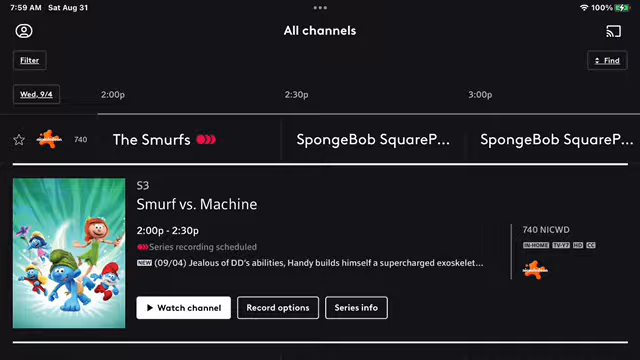 7:59 AM Sat Aug 31
100%
All channels
Filter
Find
Wed, 9/4
2:00p
2:30p
3:00p
740
The Smurfs
SpongeBob SquareP...
SpongeBob SquareP...
S3
Smurf vs. Machine
2:00p - 2:30p
Series recording scheduled
NEW (09/04) Jealous of DD's abilities, Handy builds himself a supercharged exoskelet...
740 NICWD
IN-HOME TV-Y7 HD CC
Watch channel
Record options
Series info